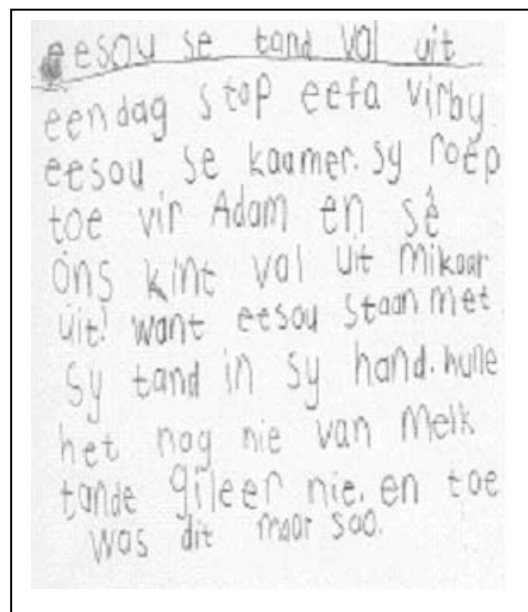 eesou se tand val uit
eendag stop eefa virby
eesou se kaamer. sy roep
toe vir Adam en sê
ons kint val uit mikaar
uit! want eesou staan met
sy tand in sy hand. hulle
het nog nie van melk
tande gileer nie. en toe
was dit maar soo.